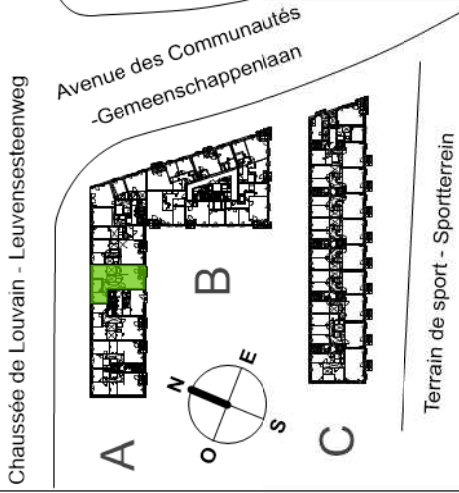 Avenue des Communautés
-Gemeenschappenlaan
Chaussée de Louvain - Leuvensesteenweg
A
B
C
N
E
S
O
Terrain de sport - Sportterrein